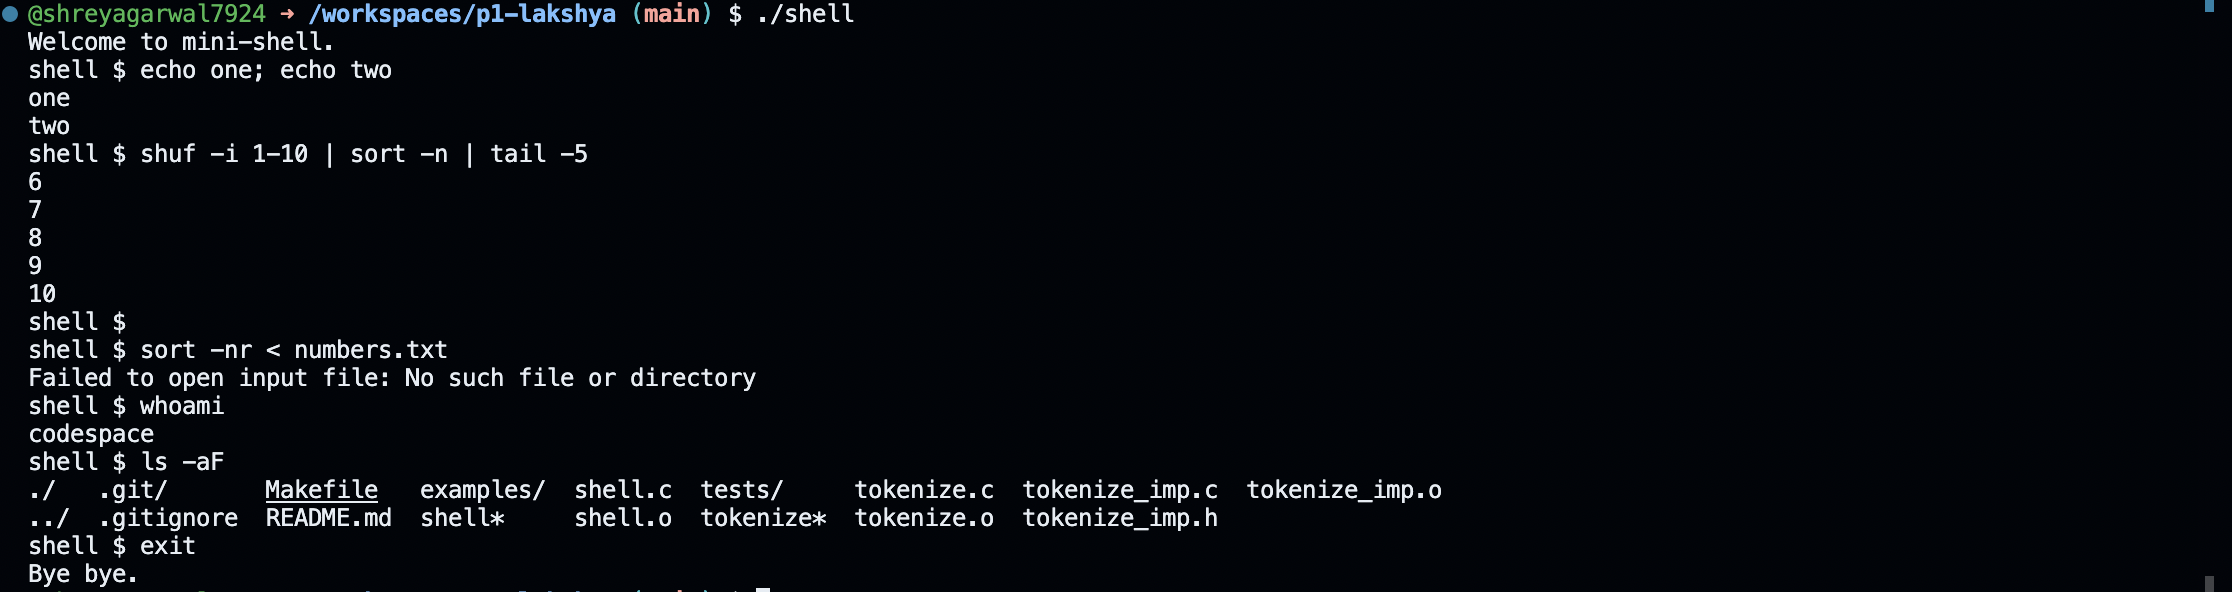 @shreyagarwal7924 → /workspaces/p1-lakshya (main) $ ./shell
Welcome to mini-shell.
shell $ echo one; echo two
one
two
shell $ shuf -i 1-10 | sort -n | tail -5
6
7
8
9
10
shell $
shell $ sort -nr < numbers.txt
Failed to open input file: No such file or directory
shell $ whoami
codespace
shell $ ls -aF
./   .git/       Makefile   examples/  shell.c  tests/     tokenize.c  tokenize_imp.c  tokenize_imp.o
../  .gitignore  README.md  shell*     shell.o  tokenize*  tokenize.o  tokenize_imp.h
shell $ exit
Bye bye.